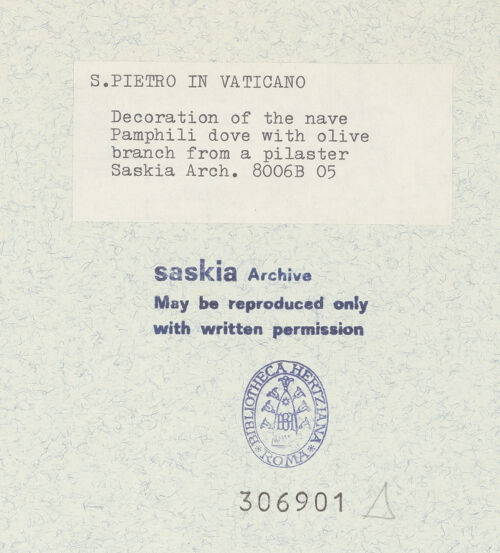 S.PIETRO IN VATICANO
Decoration of the nave
Pamphili dove with olive
branch from a pilaster
Saskia Arch. 8006B 05
saskia Archive
May be reproduced only
with written permission
BIBLIOTHECA HERTZIANA
* ROMA *
306901